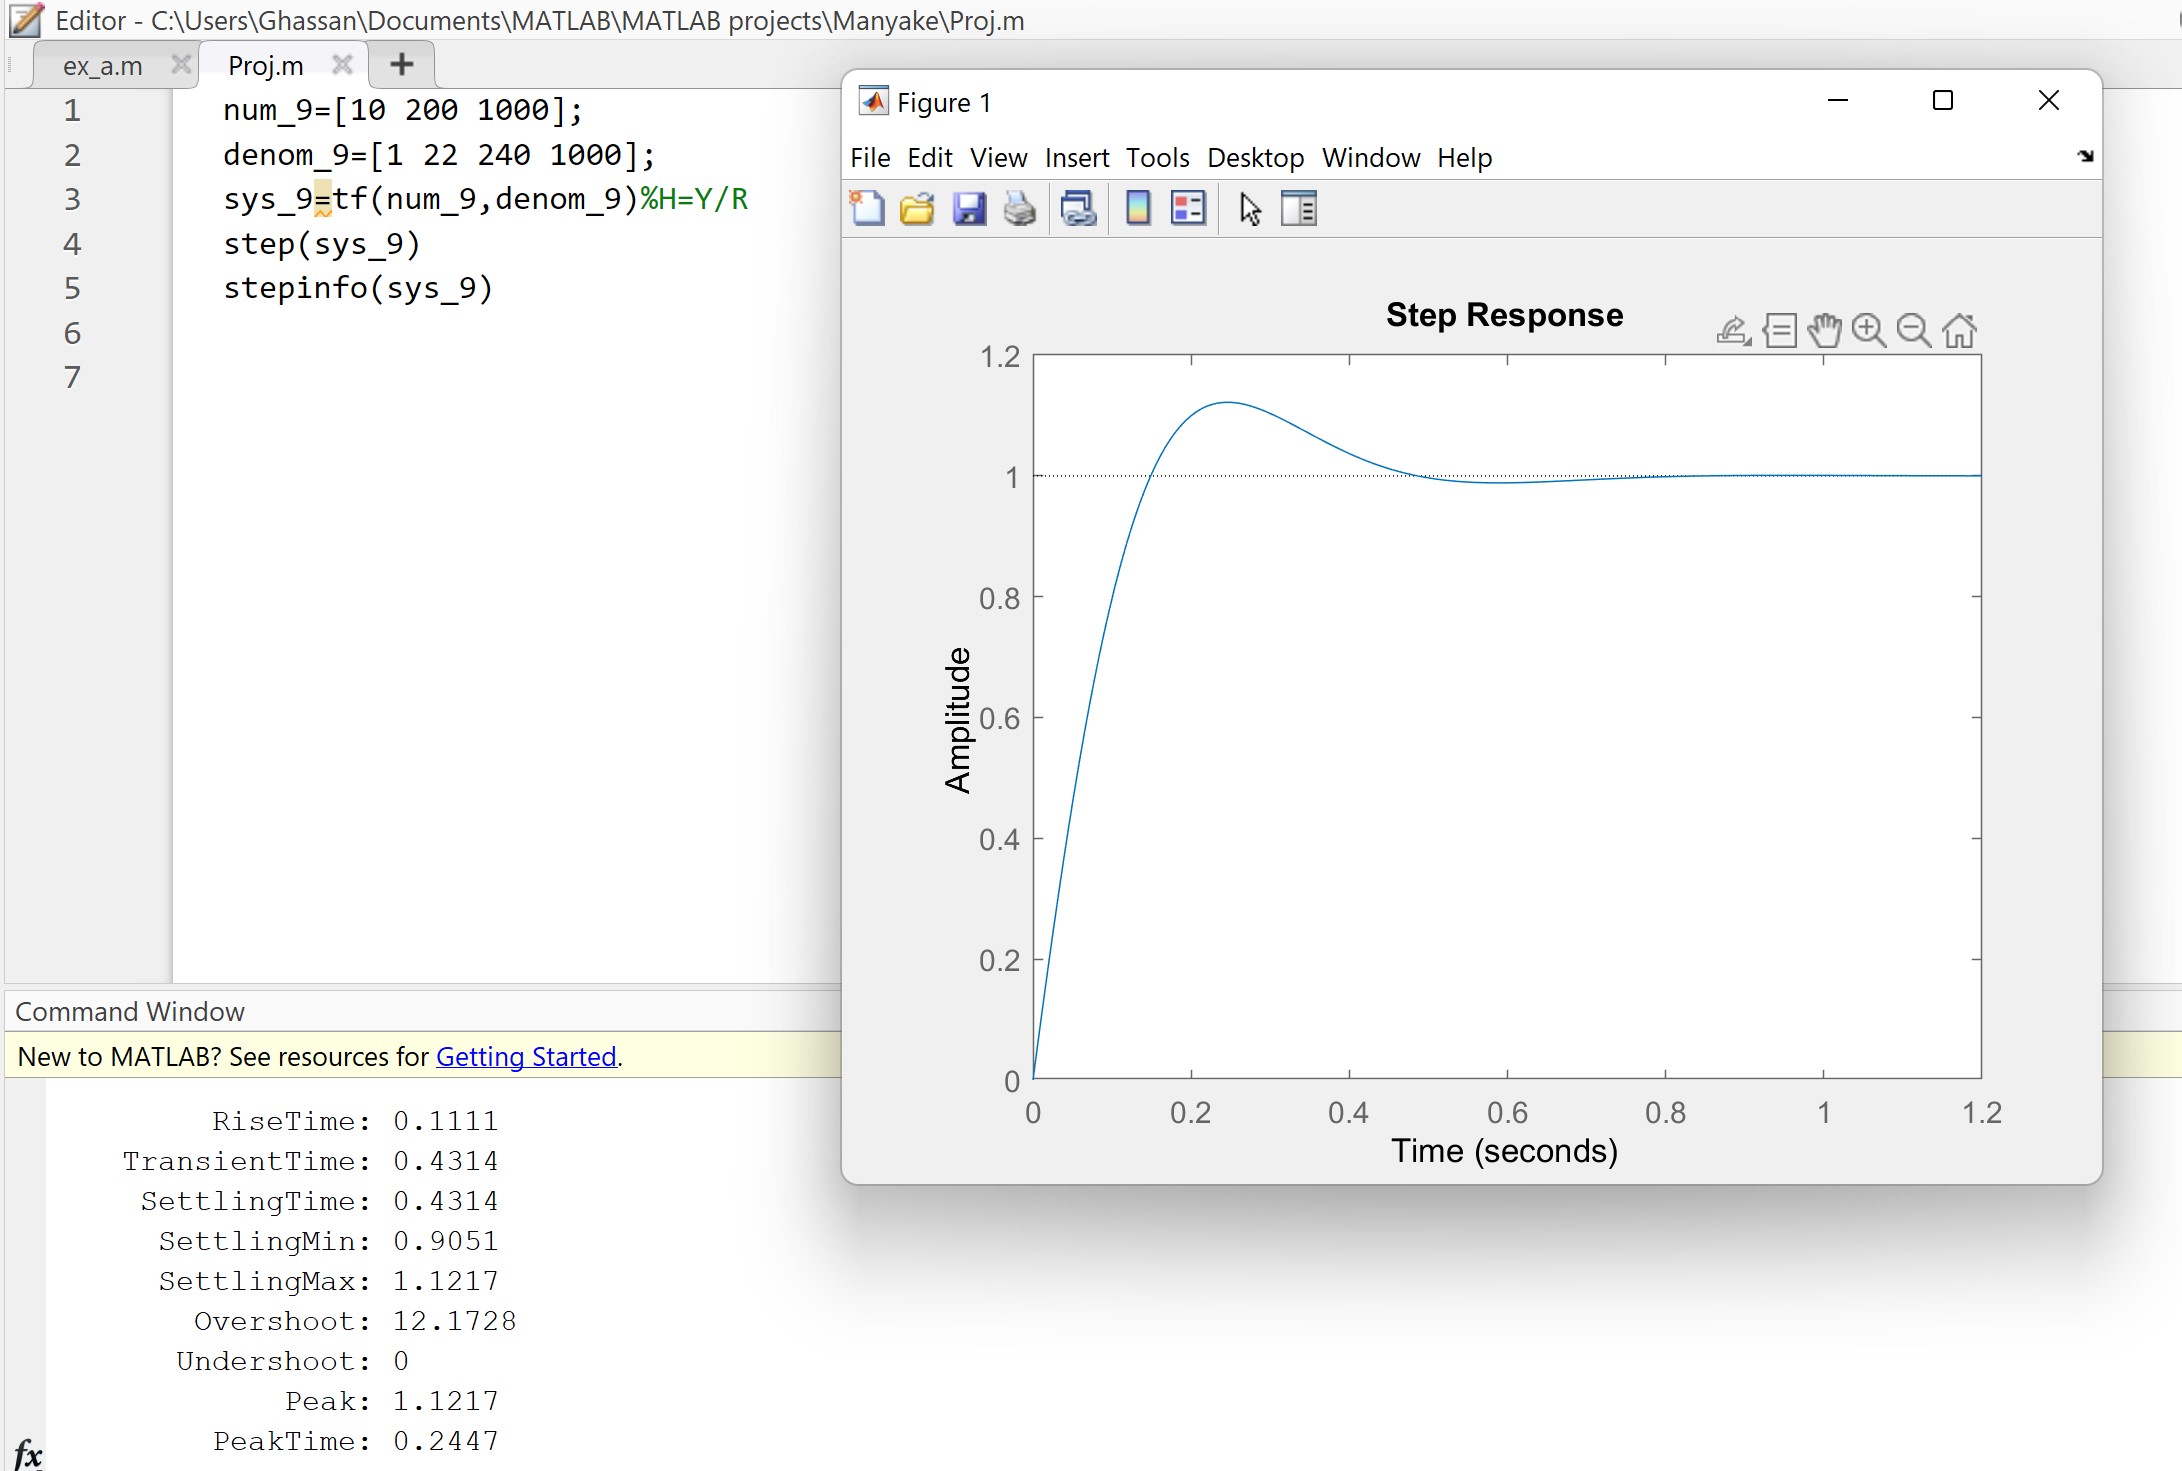 Editor - C:\Users\Ghassan\Documents\MATLAB\MATLAB projects\Manyake\Proj.m
ex_a.m
Proj.m
1 num_9=[10 200 1000];
2 denom_9=[1 22 240 1000];
3 sys_9=tf(num_9,denom_9)%H=Y/R
4 step(sys_9)
5 stepinfo(sys_9)
6
7
Figure 1
File Edit View Insert Tools Desktop Window Help
Step Response
1.2
1
0.8
0.6
0.4
0.2
0
Amplitude
0 0.2 0.4 0.6 0.8 1 1.2
Time (seconds)
Command Window
New to MATLAB? See resources for Getting Started.
RiseTime: 0.1111
TransientTime: 0.4314
SettlingTime: 0.4314
SettlingMin: 0.9051
SettlingMax: 1.1217
Overshoot: 12.1728
Undershoot: 0
Peak: 1.1217
PeakTime: 0.2447
fx